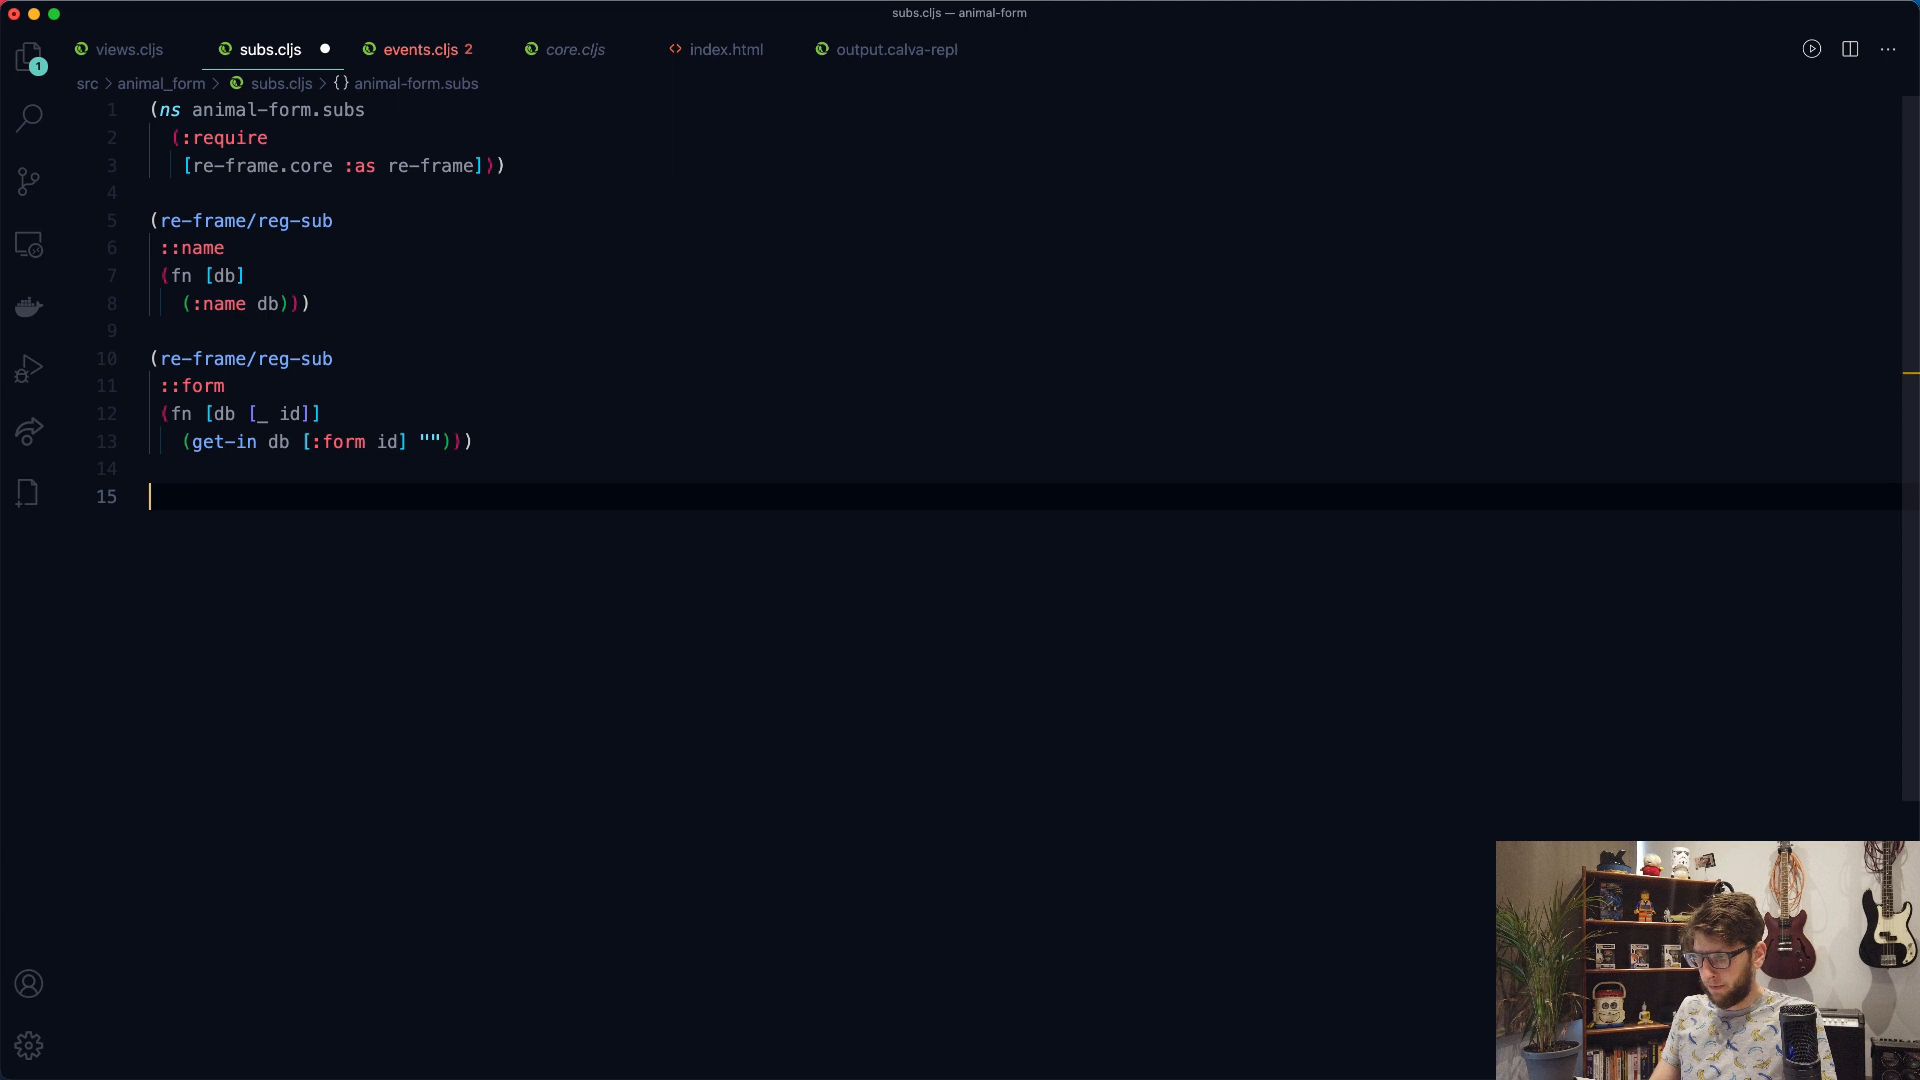 subs.cljs — animal-form
views.cljs subs.cljs events.cljs 2 core.cljs index.html output.calva-repl
src > animal_form > subs.cljs > {} animal-form.subs
1 (ns animal-form.subs
2 (:require
3 [re-frame.core :as re-frame]))
4
5 (re-frame/reg-sub
6 ::name
7 (fn [db]
8 (:name db)))
9
10 (re-frame/reg-sub
11 ::form
12 (fn [db [_ id]]
13 (get-in db [:form id] "")))
14
15
1